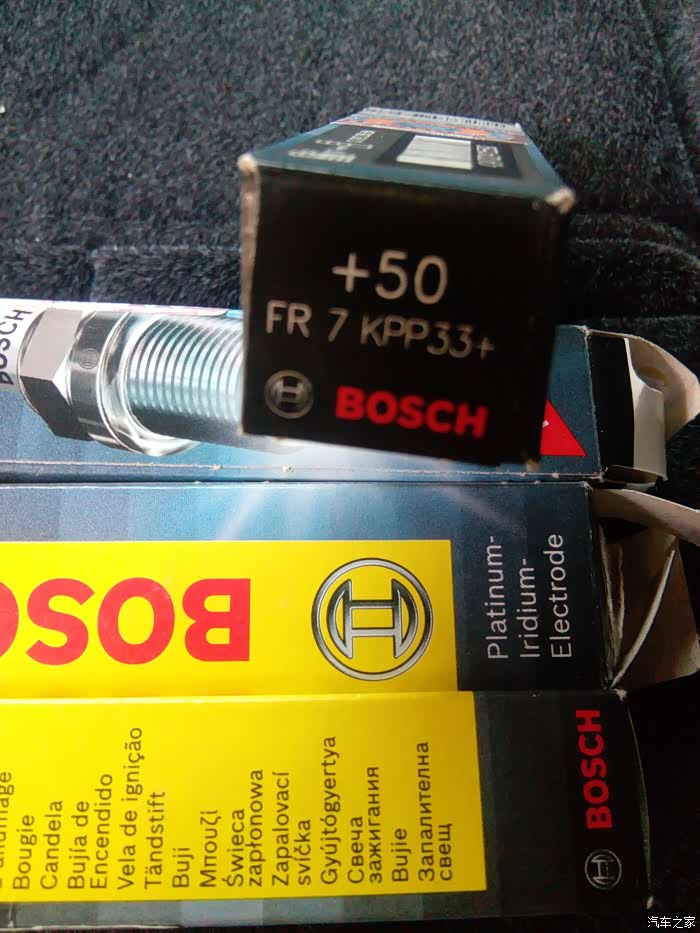 +50
FR 7 KPP33+
BOSCH
BOSCH
Platinum-
Iridium-
Electrode
Bougie
Candela
Bujía de
Encendido
Vela de ignição
Tändstift
Buji
Μπουζί
Świeca
zapłonowa
Zapalovací
svíčka
Gyújtógyertya
Свеча
зажигания
Bujie
Запалителна
свещ
BOSCH
汽车之家